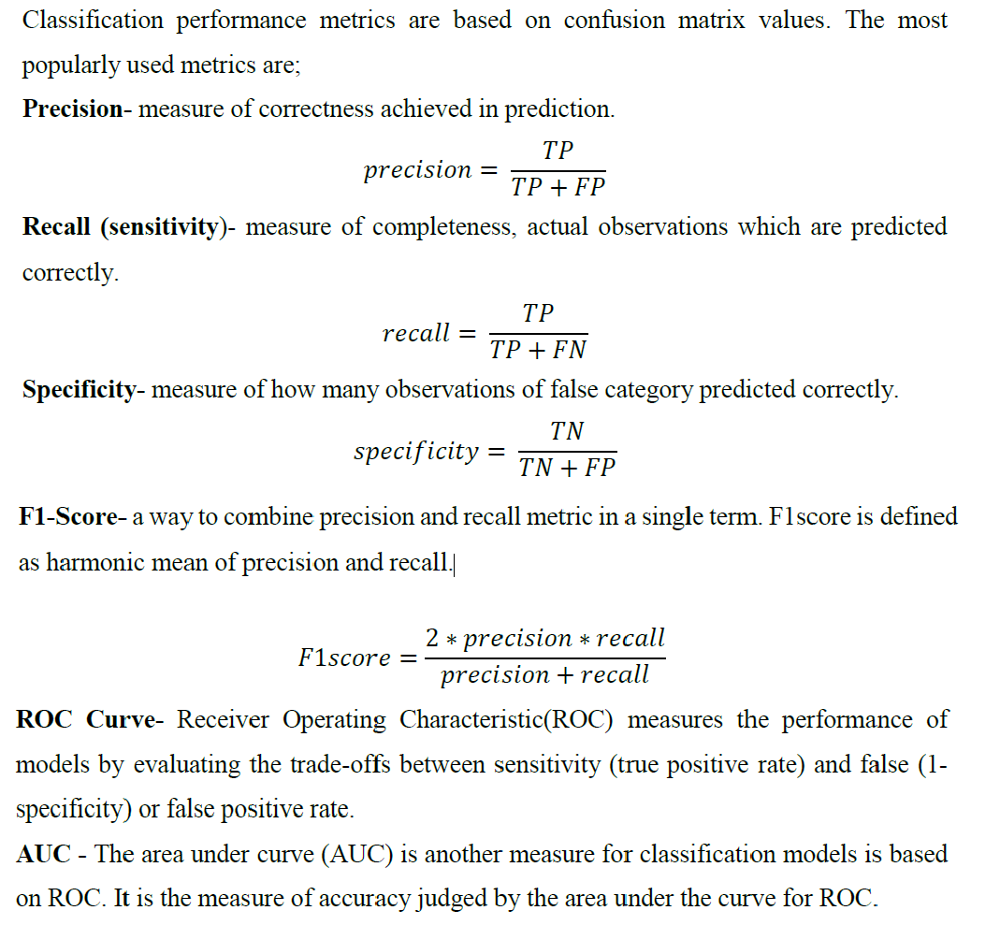 Classification performance metrics are based on confusion matrix values. The most
popularly used metrics are;
Precision- measure of correctness achieved in prediction.
precision = TP / (TP + FP)
Recall (sensitivity)- measure of completeness, actual observations which are predicted
correctly.
recall = TP / (TP + FN)
Specificity- measure of how many observations of false category predicted correctly.
specificity = TN / (TN + FP)
F1-Score- a way to combine precision and recall metric in a single term. F1score is defined
as harmonic mean of precision and recall.
F1score = (2 * precision * recall) / (precision + recall)
ROC Curve- Receiver Operating Characteristic(ROC) measures the performance of
models by evaluating the trade-offs between sensitivity (true positive rate) and false (1-
specificity) or false positive rate.
AUC - The area under curve (AUC) is another measure for classification models is based
on ROC. It is the measure of accuracy judged by the area under the curve for ROC.